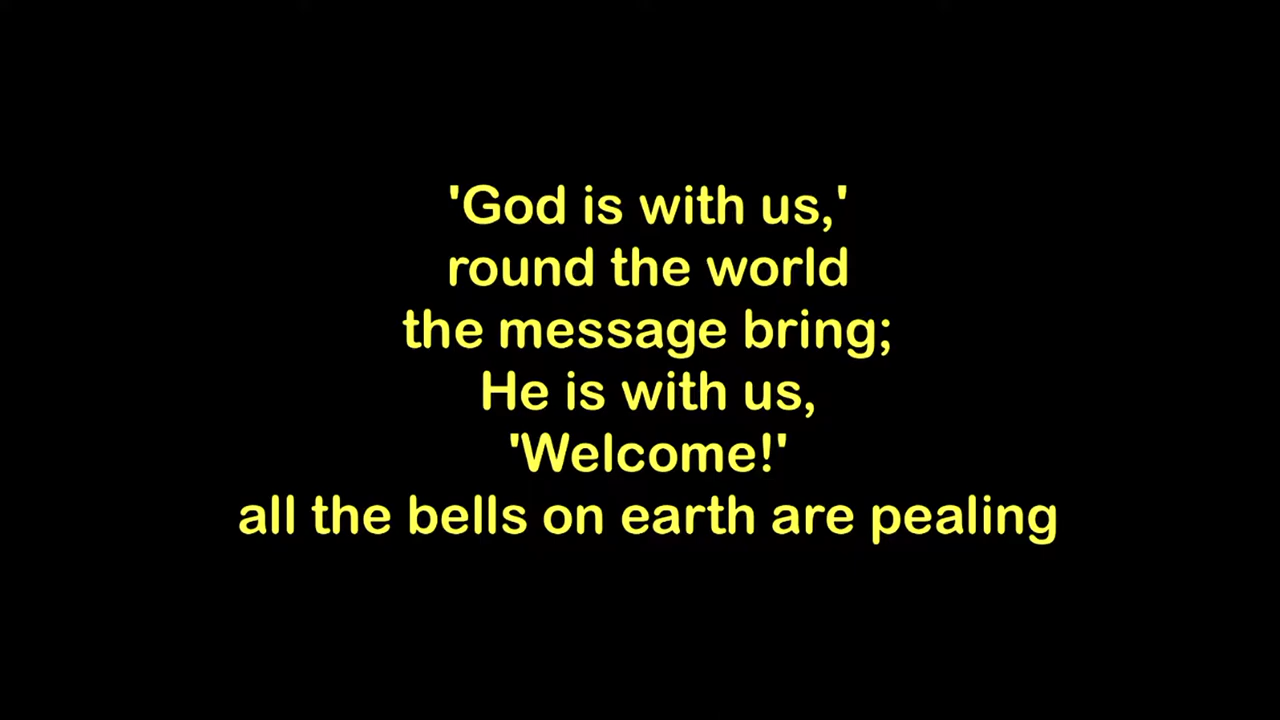 'God is with us,'
round the world
the message bring;
He is with us,
'Welcome!'
all the bells on earth are pealing